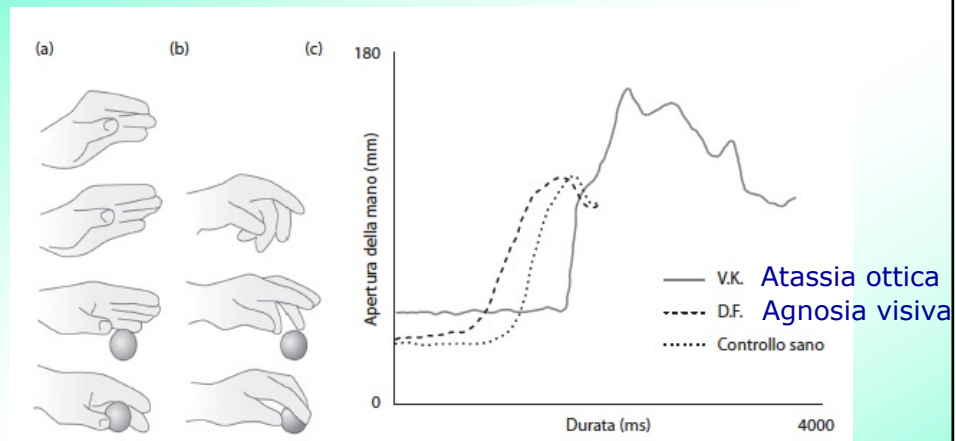 (a)
(b)
(c)
180
Apertura della mano (mm)
0
V.K. Atassia ottica
D.F. Agnosia visiva
Controllo sano
Durata (ms)
4000